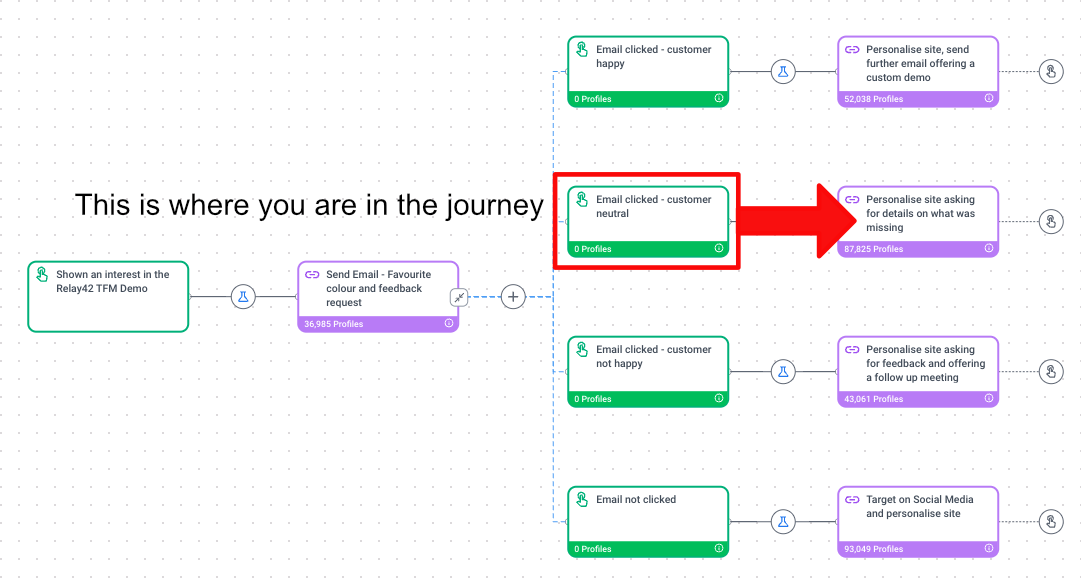 Email clicked - customer
happy
0 Profiles
Personalise site, send
further email offering a
custom demo
52,038 Profiles
This is where you are in the journey
Email clicked - customer
neutral
0 Profiles
Personalise site asking
for details on what was
missing
87,825 Profiles
Shown an interest in the
Relay42 TFM Demo
Send Email - Favourite
colour and feedback
request
36,985 Profiles
Email clicked - customer
not happy
0 Profiles
Personalise site asking
for feedback and offering
a follow up meeting
43,061 Profiles
Email not clicked
0 Profiles
Target on Social Media
and personalise site
93,049 Profiles